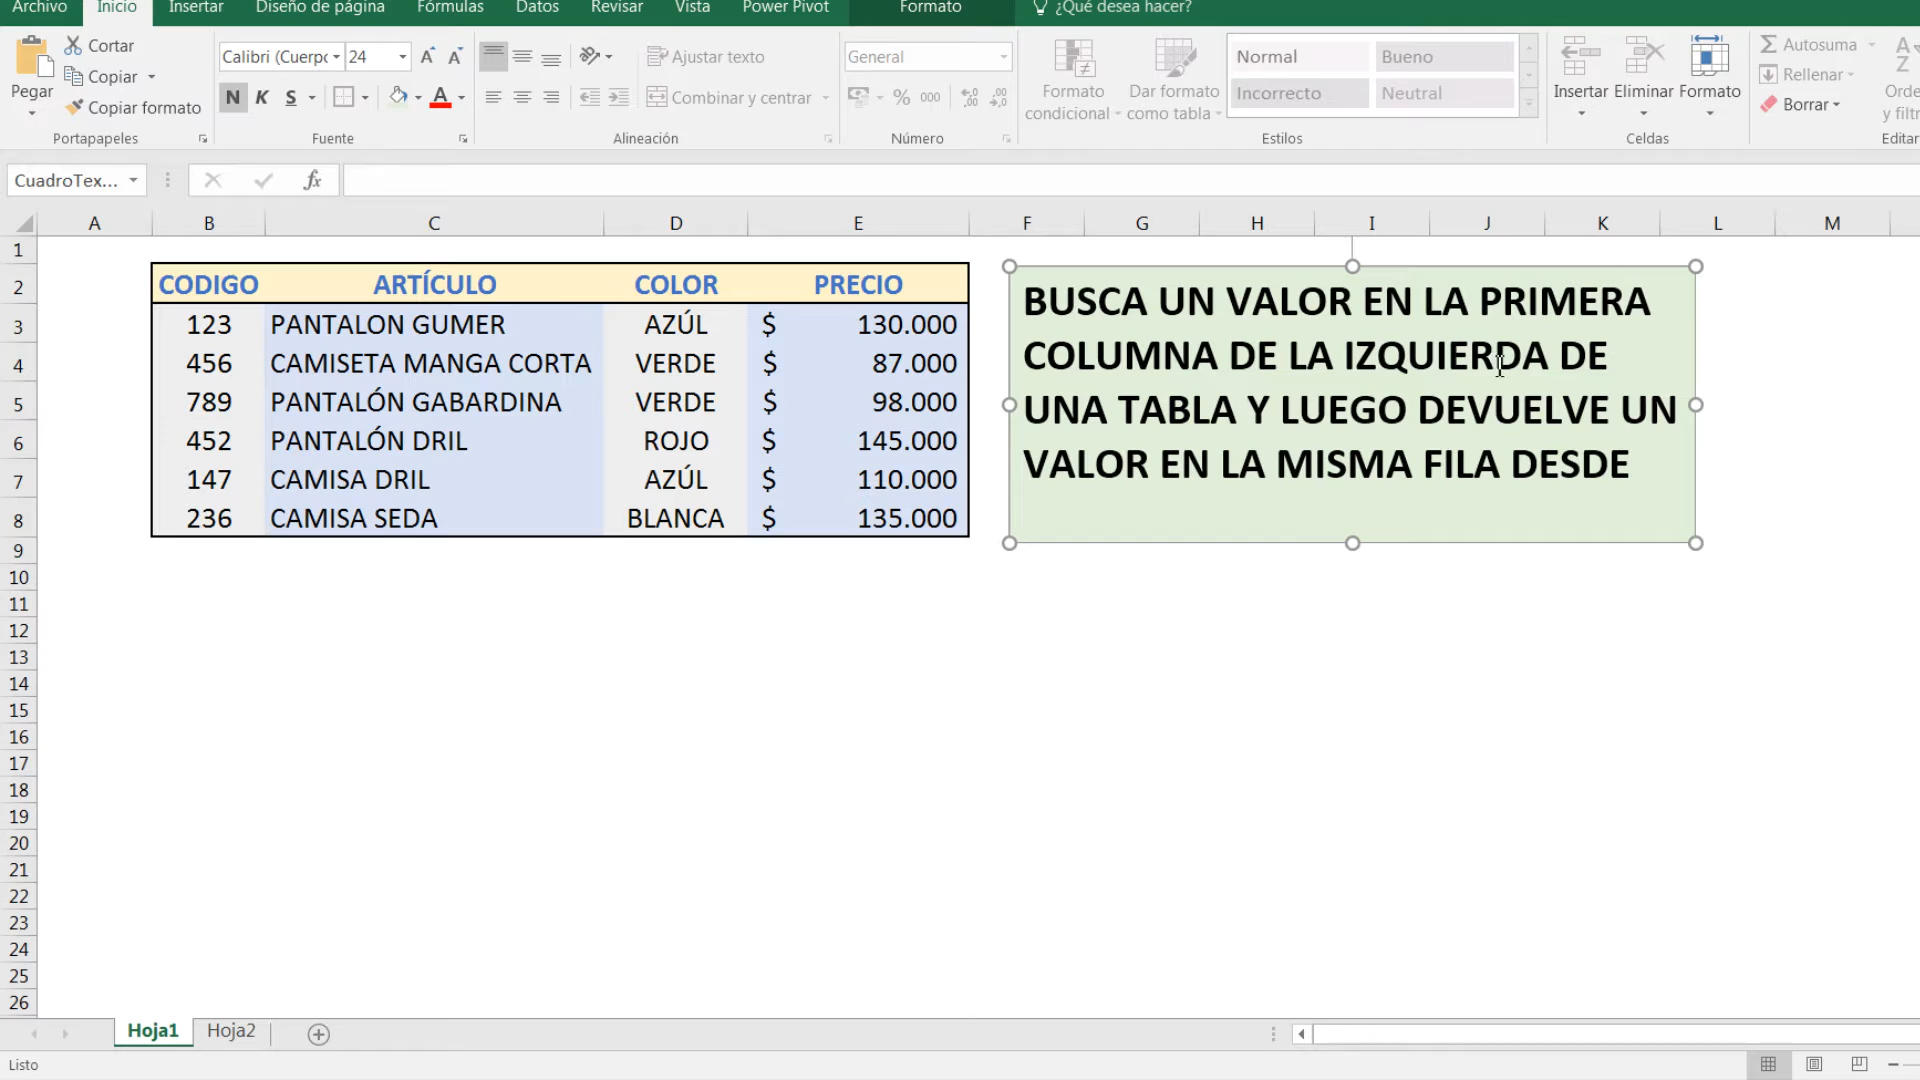 Archivo Inicio Insertar Diseño de página Fórmulas Datos Revisar Vista Power Pivot Formato ¿Qué desea hacer?
Cortar
Copiar
Copiar formato
Pegar
Portapapeles
Calibri (Cuerpo 24
N K S
Fuente
Ajustar texto
Combinar y centrar
Alineación
General
% 000
Número
Formato condicional
Dar formato como tabla
Normal Bueno
Incorrecto Neutral
Estilos
Insertar Eliminar Formato
Celdas
Autosuma
Rellenar
Borrar
CuadroTex... fx
A B C D E F G H I J K L M
1
2 CODIGO ARTÍCULO COLOR PRECIO
3 123 PANTALON GUMER AZÚL $ 130.000
4 456 CAMISETA MANGA CORTA VERDE $ 87.000
5 789 PANTALÓN GABARDINA VERDE $ 98.000
6 452 PANTALÓN DRIL ROJO $ 145.000
7 147 CAMISA DRIL AZÚL $ 110.000
8 236 CAMISA SEDA BLANCA $ 135.000
BUSCA UN VALOR EN LA PRIMERA
COLUMNA DE LA IZQUIERDA DE
UNA TABLA Y LUEGO DEVUELVE UN
VALOR EN LA MISMA FILA DESDE
9
10
11
12
13
14
15
16
17
18
19
20
21
22
23
24
25
26
Hoja1 Hoja2
Listo